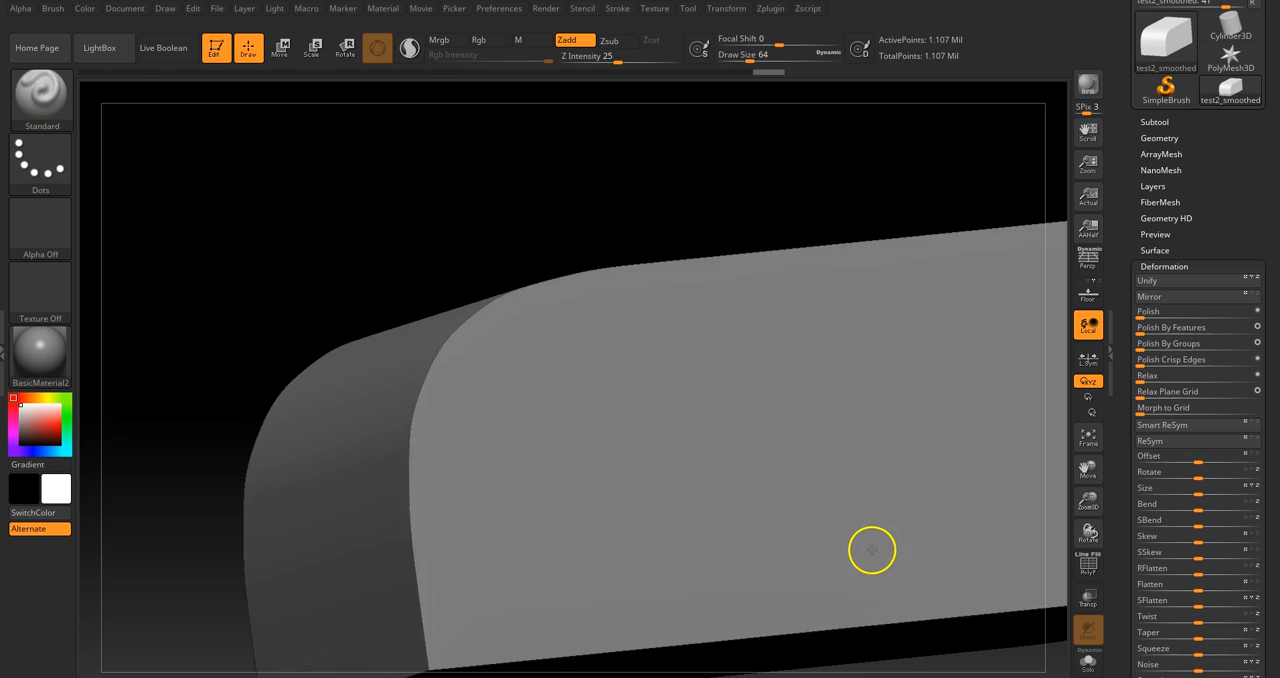 Alpha Brush Color Document Draw Edit File Layer Light Macro Marker Material Movie Picker Preferences Render Stencil Stroke Texture Tool Transform Zplugin Zscript
Home Page
LightBox
Live Boolean
Edit
Draw
Move
Scale
Rotate
Mrgb Rgb M
Rgb Intensity
Zadd Zsub Zcut
Z Intensity 25
Focal Shift 0
Draw Size 64
Dynamic
ActivePoints: 1.107 Mil
TotalPoints: 1.107 Mil
Standard
Dots
Alpha Off
Texture Off
BasicMaterial2
Gradient
SwitchColor
Alternate
BPR
SPix 3
Scroll
Zoom
Actual
AAHalf
Dynamic
Persp
Floor
Local
L.Sym
XYZ
Frame
Move
Zoom3D
Rotate
Line Fill
PolyF
Transp
Dynamic
Solo
test2_smoothed. 41
R
test2_smoothed
Cylinder3D
PolyMesh3D
SimpleBrush
test2_smoothed
Subtool
Geometry
ArrayMesh
NanoMesh
Layers
FiberMesh
Geometry HD
Preview
Surface
Deformation
Unify
Mirror
Polish
Polish By Features
Polish By Groups
Polish Crisp Edges
Relax
Relax Plane Grid
Morph to Grid
Smart ReSym
ReSym
Offset
Rotate
Size
Bend
SBend
Skew
SSkew
RFlatten
Flatten
SFlatten
Twist
Taper
Squeeze
Noise